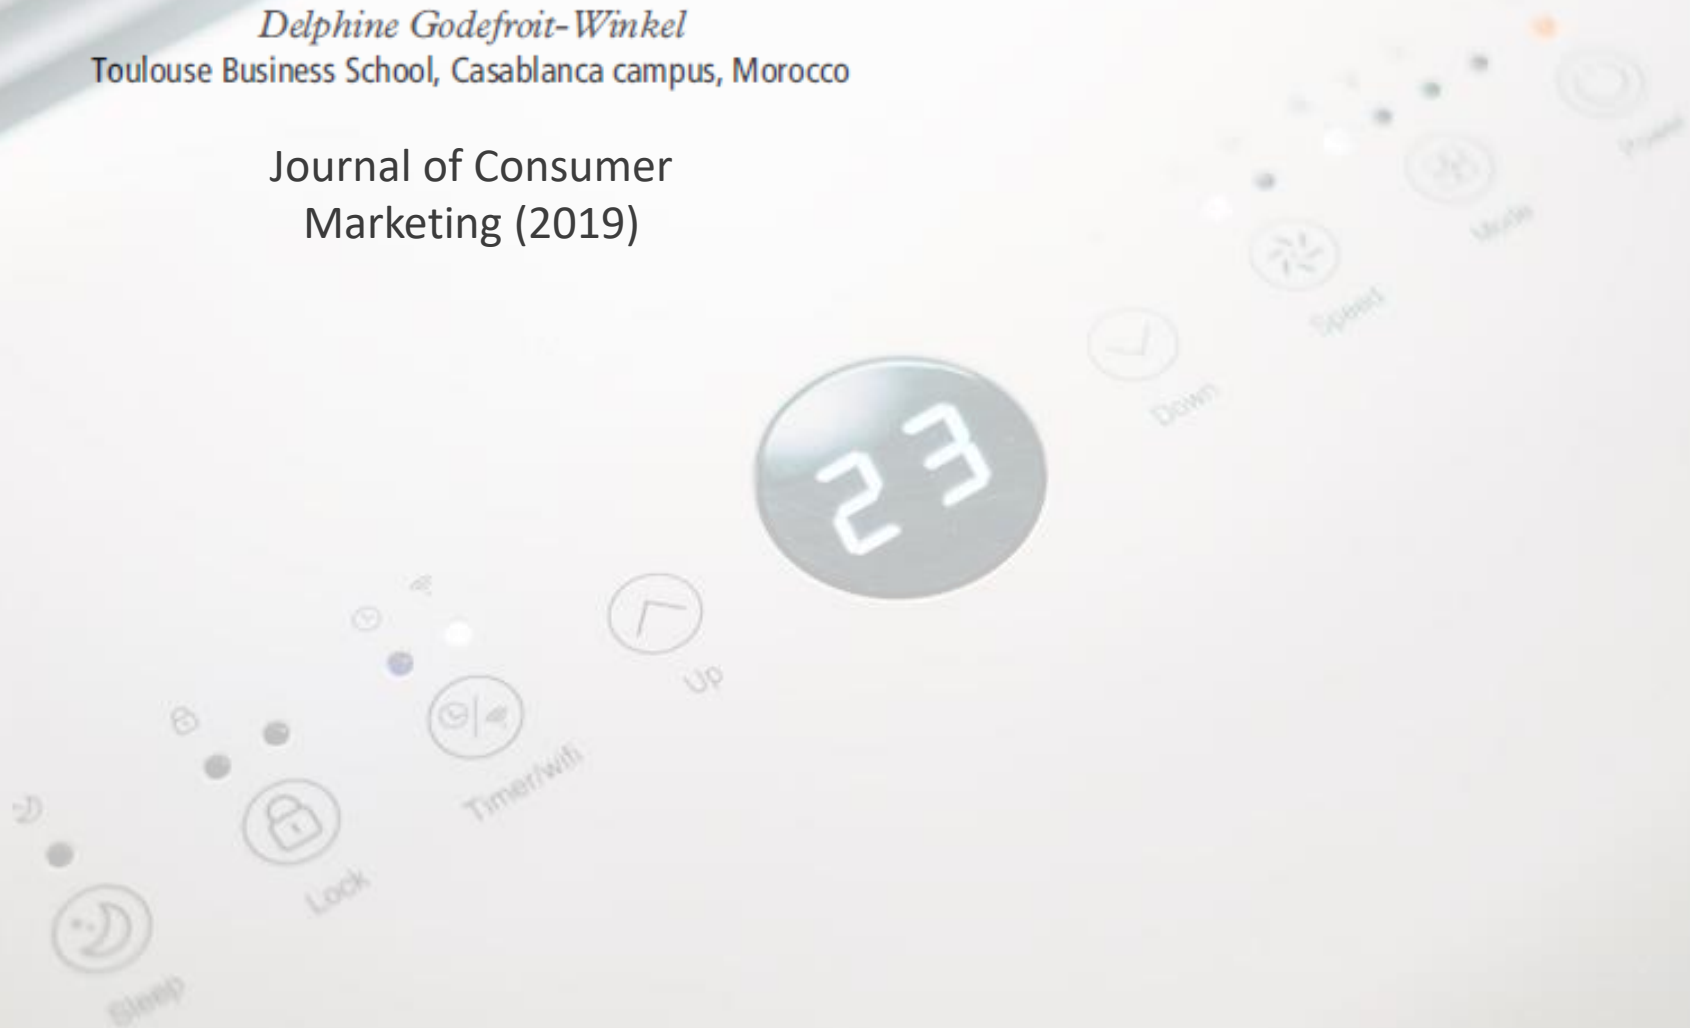 Delphine Godefroit-Winkel
Toulouse Business School, Casablanca campus, Morocco
Journal of Consumer
Marketing (2019)
Power
Mode
Speed
Down
23
Up
Timer/wifi
Lock
Sleep